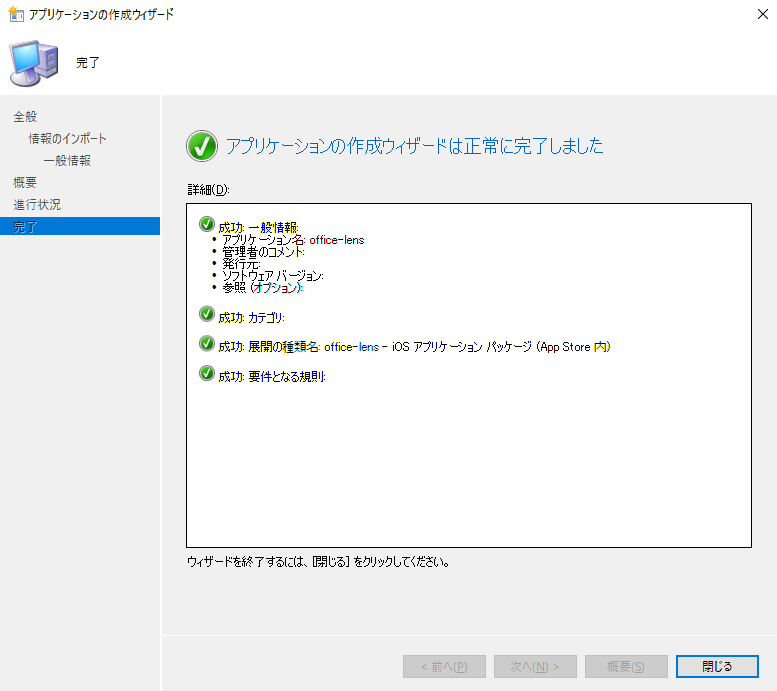 アプリケーションの作成ウィザード
完了
全般
情報のインポート
一般情報
概要
進行状況
完了
アプリケーションの作成ウィザードは正常に完了しました
詳細(D):
成功: 一般情報:
• アプリケーション名: office-lens
• 管理者のコメント:
• 発行元:
• ソフトウェア バージョン:
• 参照 (オプション):
成功: カテゴリ:
成功: 展開の種類名: office-lens - iOS アプリケーション パッケージ (App Store 内)
成功: 要件となる規則:
ウィザードを終了するには、[閉じる] をクリックしてください。
< 前へ(P)
次へ(N) >
概要(S)
閉じる